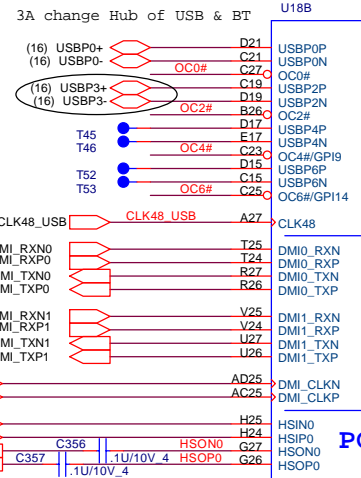 3A change Hub of USB & BT
U18B
(16) USBP0+ D21 USBP0P
(16) USBP0- C21 USBP0N
OC0# C27 OC0#
(16) USBP3+ C19 USBP2P
(16) USBP3- D19 USBP2N
OC2# B26 OC2#
T45 D17 USBP4P
T46 E17 USBP4N
OC4# C23 OC4#/GPI9
T52 D15 USBP6P
T53 C15 USBP6N
OC6# C25 OC6#/GPI14
CLK48_USB CLK48_USB A27 CLK48
MI_RXN0 T25 DMI0_RXN
MI_RXP0 T24 DMI0_RXP
MI_TXN0 R27 DMI0_TXN
MI_TXP0 R26 DMI0_TXP
MI_RXN1 V25 DMI1_RXN
MI_RXP1 V24 DMI1_RXP
MI_TXN1 U27 DMI1_TXN
MI_TXP1 U26 DMI1_TXP
AD25 DMI_CLKN
AC25 DMI_CLKP
H25 HSIN0
H24 HSIP0
C356 .1U/10V_4 HSON0 G27 HSON0
C357 .1U/10V_4 HSOP0 G26 HSOP0